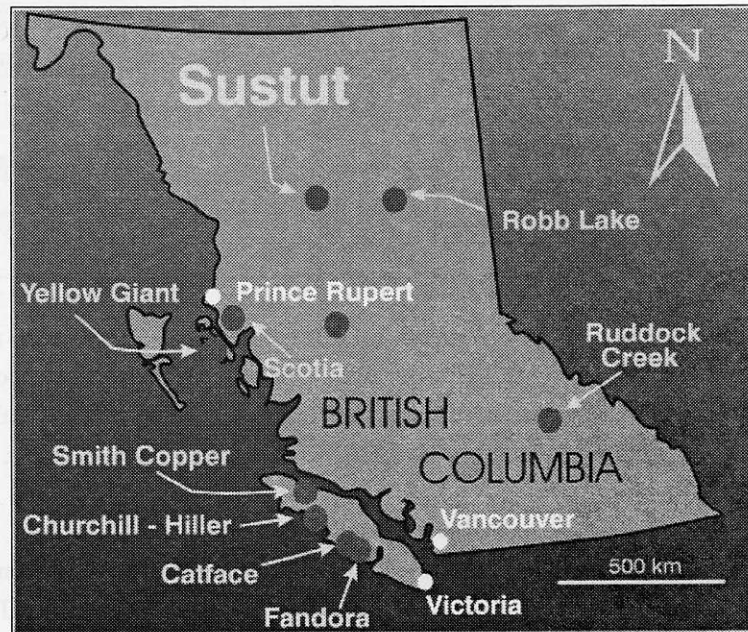 N
Sustut
Robb Lake
Yellow Giant
Prince Rupert
Scotia
Ruddock
Creek
BRITISH
COLUMBIA
Smith Copper
Churchill - Hiller
Vancouver
Catface
500 km
Fandora
Victoria